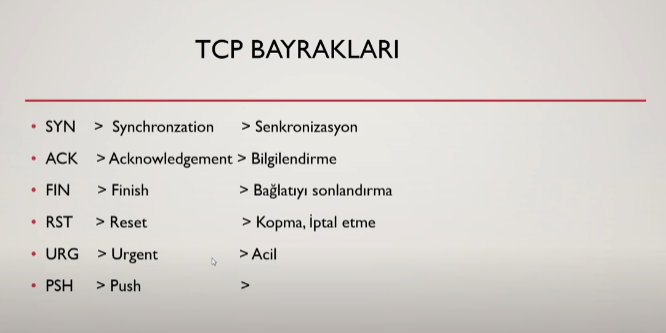 TCP BAYRAKLARI
• SYN > Synchronzation > Senkronizasyon
• ACK > Acknowledgement > Bilgilendirme
• FIN > Finish > Bağlatıyı sonlandırma
• RST > Reset > Kopma, İptal etme
• URG > Urgent > Acil
• PSH > Push >